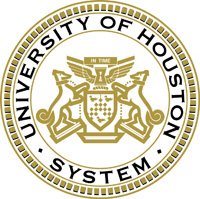 UNIVERSITY OF HOUSTON
IN TIME
· SYSTEM ·